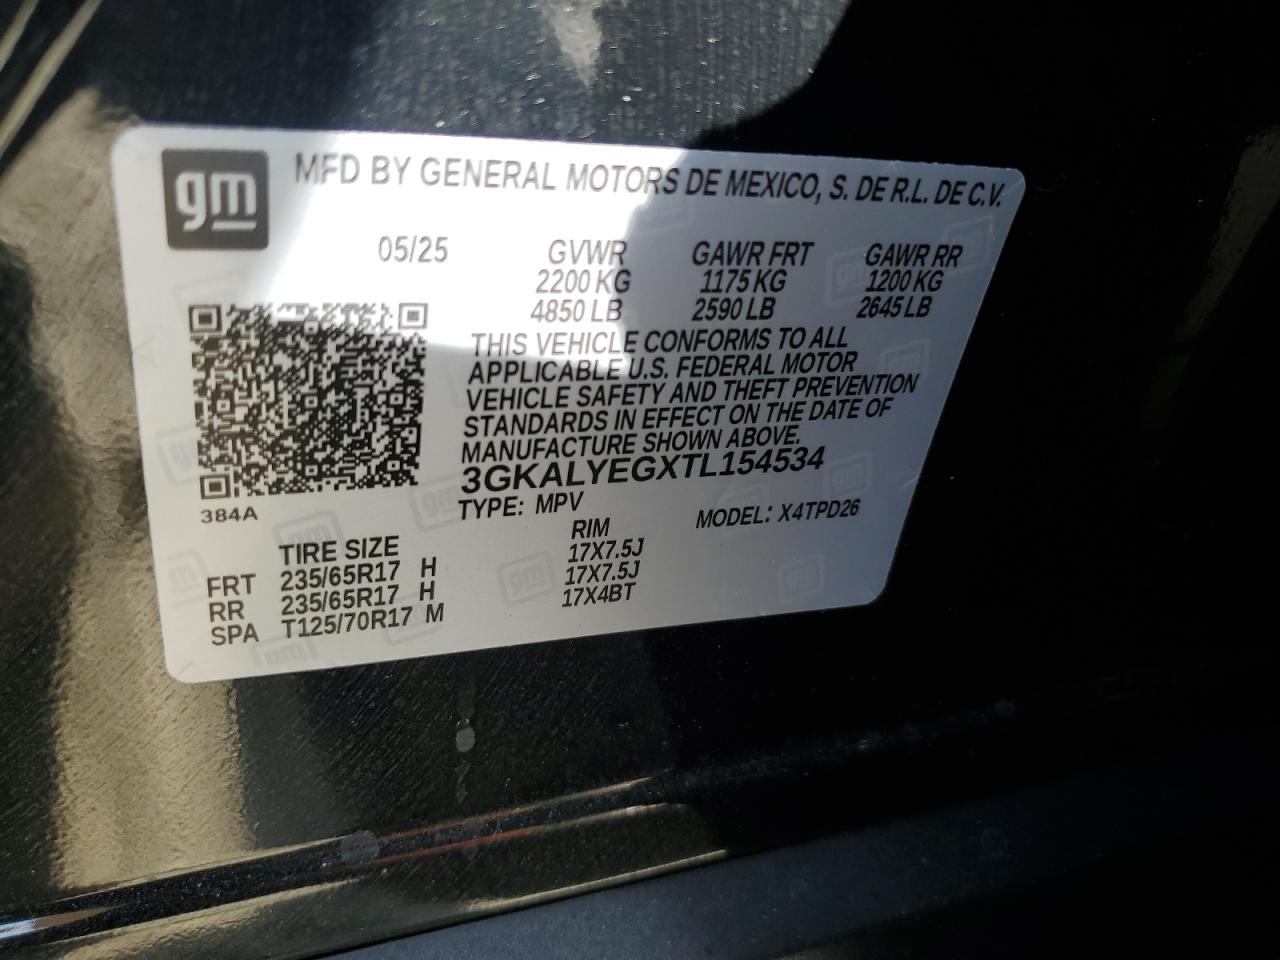 gm
MFD BY GENERAL MOTORS DE MEXICO, S. DE R.L. DE C.V.
05/25 GVWR GAWR FRT GAWR RR
2200 KG 1175 KG 1200 KG
4850 LB 2590 LB 2645 LB
THIS VEHICLE CONFORMS TO ALL
APPLICABLE U.S. FEDERAL MOTOR
VEHICLE SAFETY AND THEFT PREVENTION
STANDARDS IN EFFECT ON THE DATE OF
MANUFACTURE SHOWN ABOVE.
3GKALYEGXTL154534
384A
TYPE: MPV MODEL: X4TPD26
TIRE SIZE RIM
FRT 235/65R17 H 17X7.5J
RR 235/65R17 H 17X7.5J
SPA T125/70R17 M 17X4BT